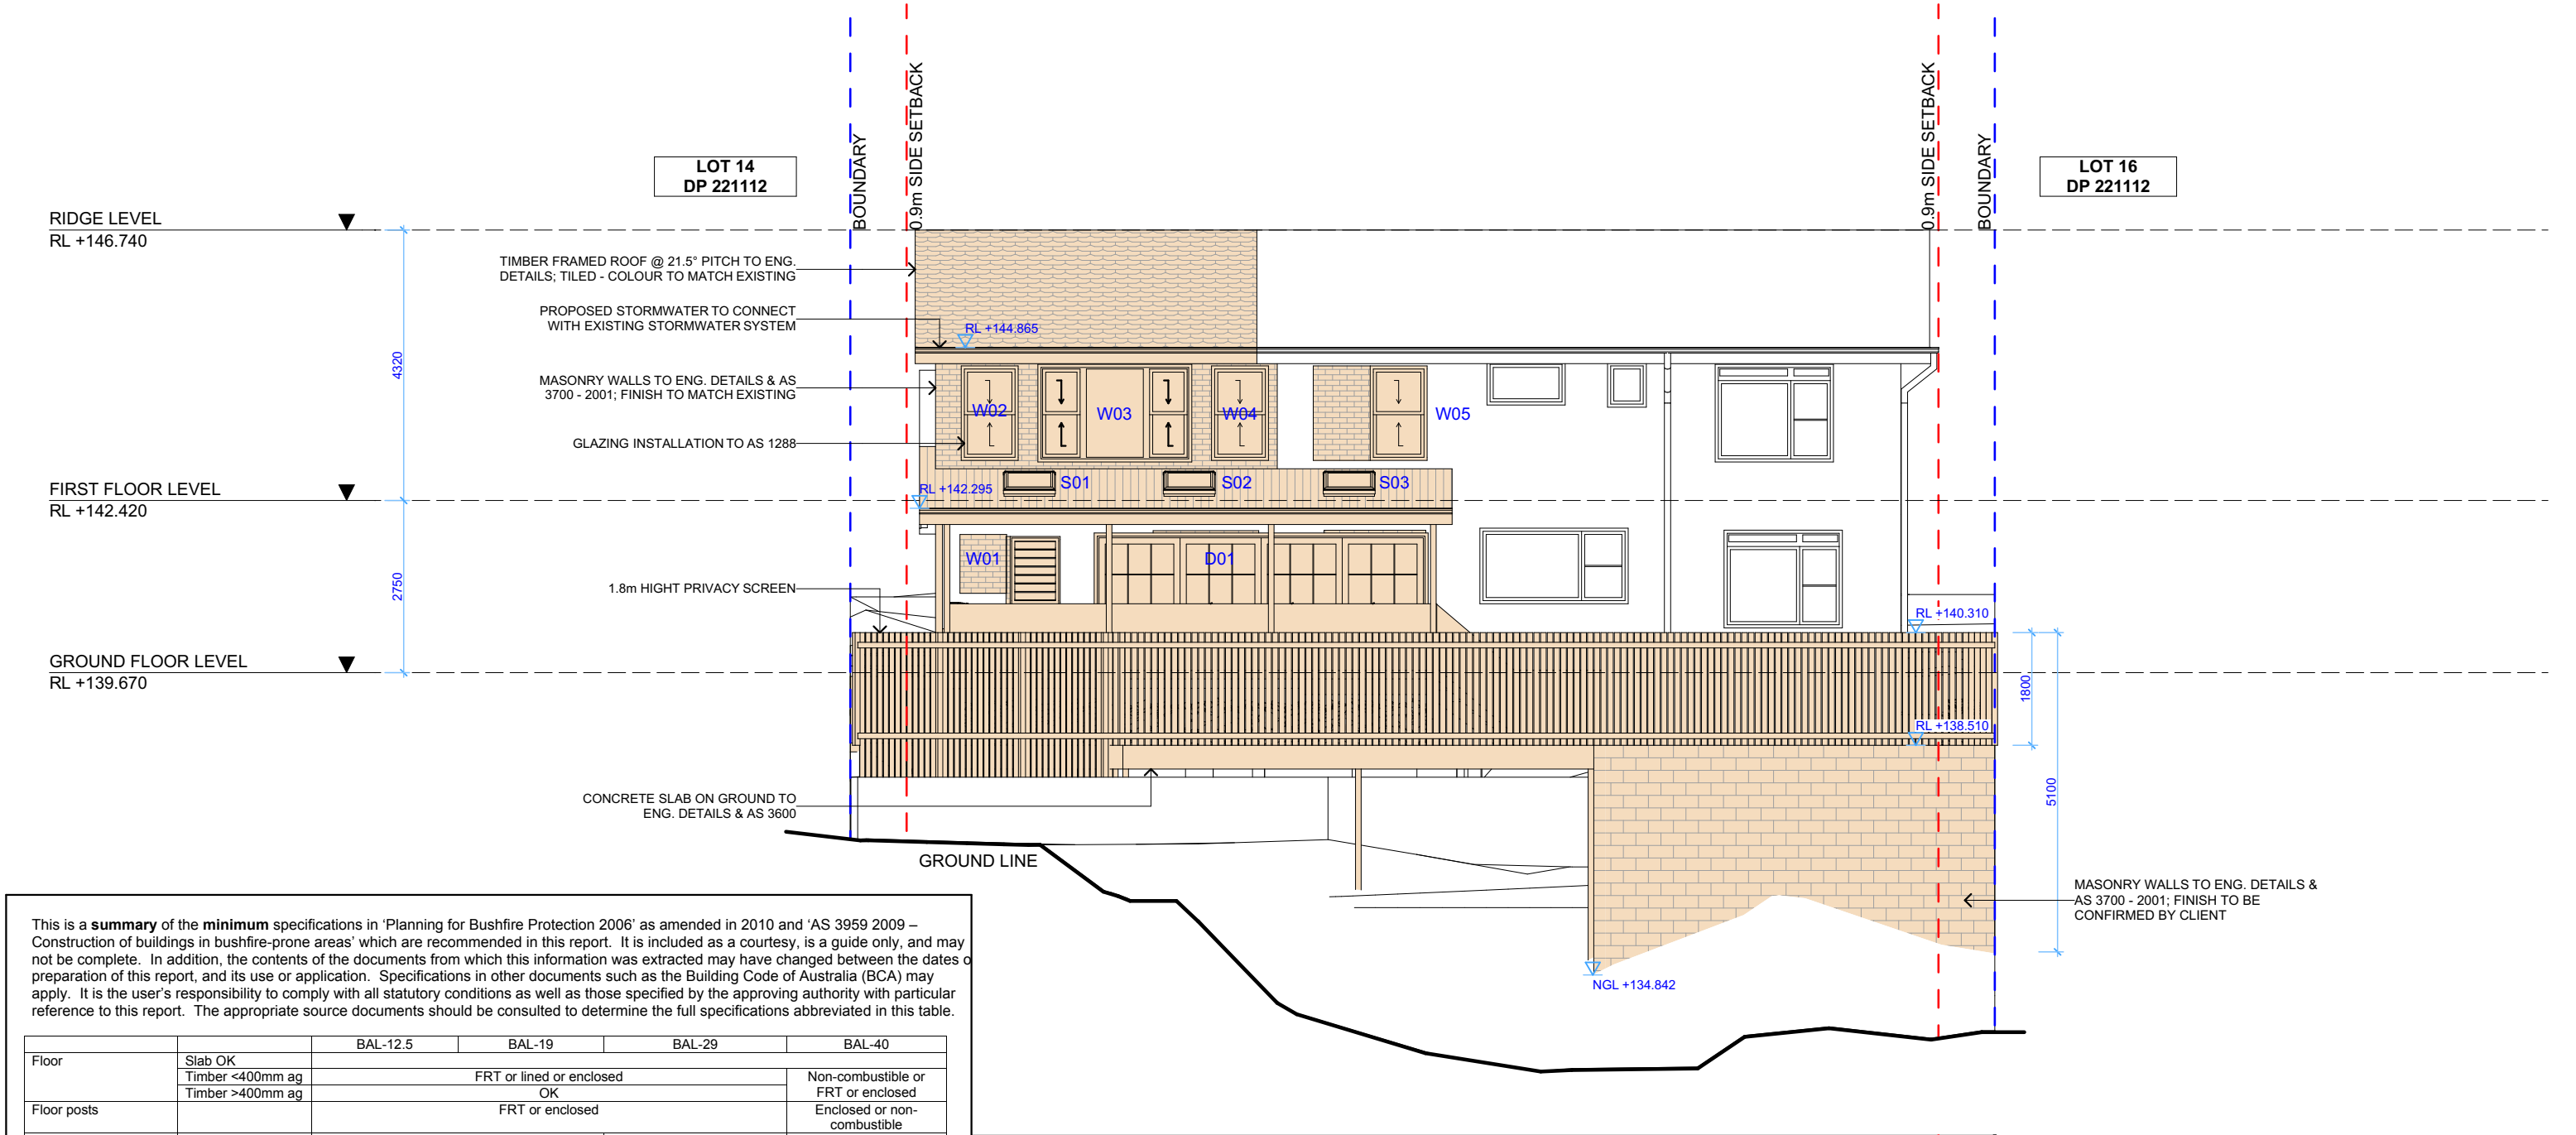 BOUNDARY
0.9m SIDE SETBACK
0.9m SIDE SETBACK
BOUNDARY
LOT 14
DP 221112
LOT 16
DP 221112
RIDGE LEVEL
RL +146.740
TIMBER FRAMED ROOF @ 21.5° PITCH TO ENG.
DETAILS; TILED - COLOUR TO MATCH EXISTING
PROPOSED STORMWATER TO CONNECT
WITH EXISTING STORMWATER SYSTEM
RL +144.865
4320
MASONRY WALLS TO ENG. DETAILS & AS
3700 - 2001; FINISH TO MATCH EXISTING
W02
W03
W04
W05
GLAZING INSTALLATION TO AS 1288
FIRST FLOOR LEVEL
RL +142.420
RL +142.295
S01
S02
S03
2750
W01
D01
1.8m HIGHT PRIVACY SCREEN
RL +140.310
GROUND FLOOR LEVEL
RL +139.670
1800
RL +138.510
5100
CONCRETE SLAB ON GROUND TO
ENG. DETAILS & AS 3600
GROUND LINE
MASONRY WALLS TO ENG. DETAILS &
AS 3700 - 2001; FINISH TO BE
CONFIRMED BY CLIENT
NGL +134.842
This is a summary of the minimum specifications in ‘Planning for Bushfire Protection 2006’ as amended in 2010 and ‘AS 3959 2009 –
Construction of buildings in bushfire-prone areas’ which are recommended in this report. It is included as a courtesy, is a guide only, and may
not be complete. In addition, the contents of the documents from which this information was extracted may have changed between the dates o
preparation of this report, and its use or application. Specifications in other documents such as the Building Code of Australia (BCA) may
apply. It is the user’s responsibility to comply with all statutory conditions as well as those specified by the approving authority with particular
reference to this report. The appropriate source documents should be consulted to determine the full specifications abbreviated in this table.
BAL-12.5 BAL-19 BAL-29 BAL-40
Floor Slab OK
Timber <400mm ag FRT or lined or enclosed Non-combustible or
Timber >400mm ag OK FRT or enclosed
Floor posts FRT or enclosed Enclosed or non-
combustible